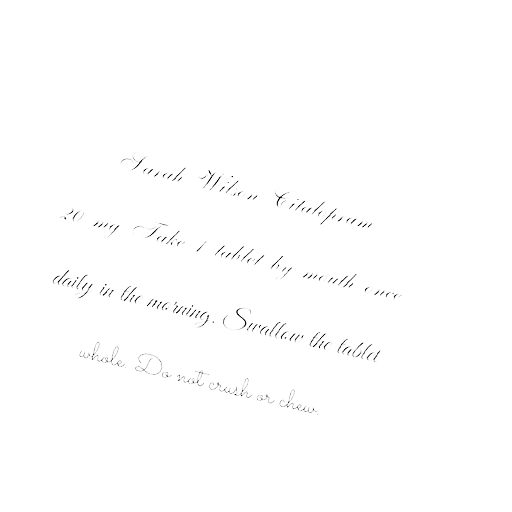 Sarah Wilson Citalopram
20 mg Take 1 tablet by mouth once
daily in the morning. Swallow the tablet
whole. Do not crush or chew.